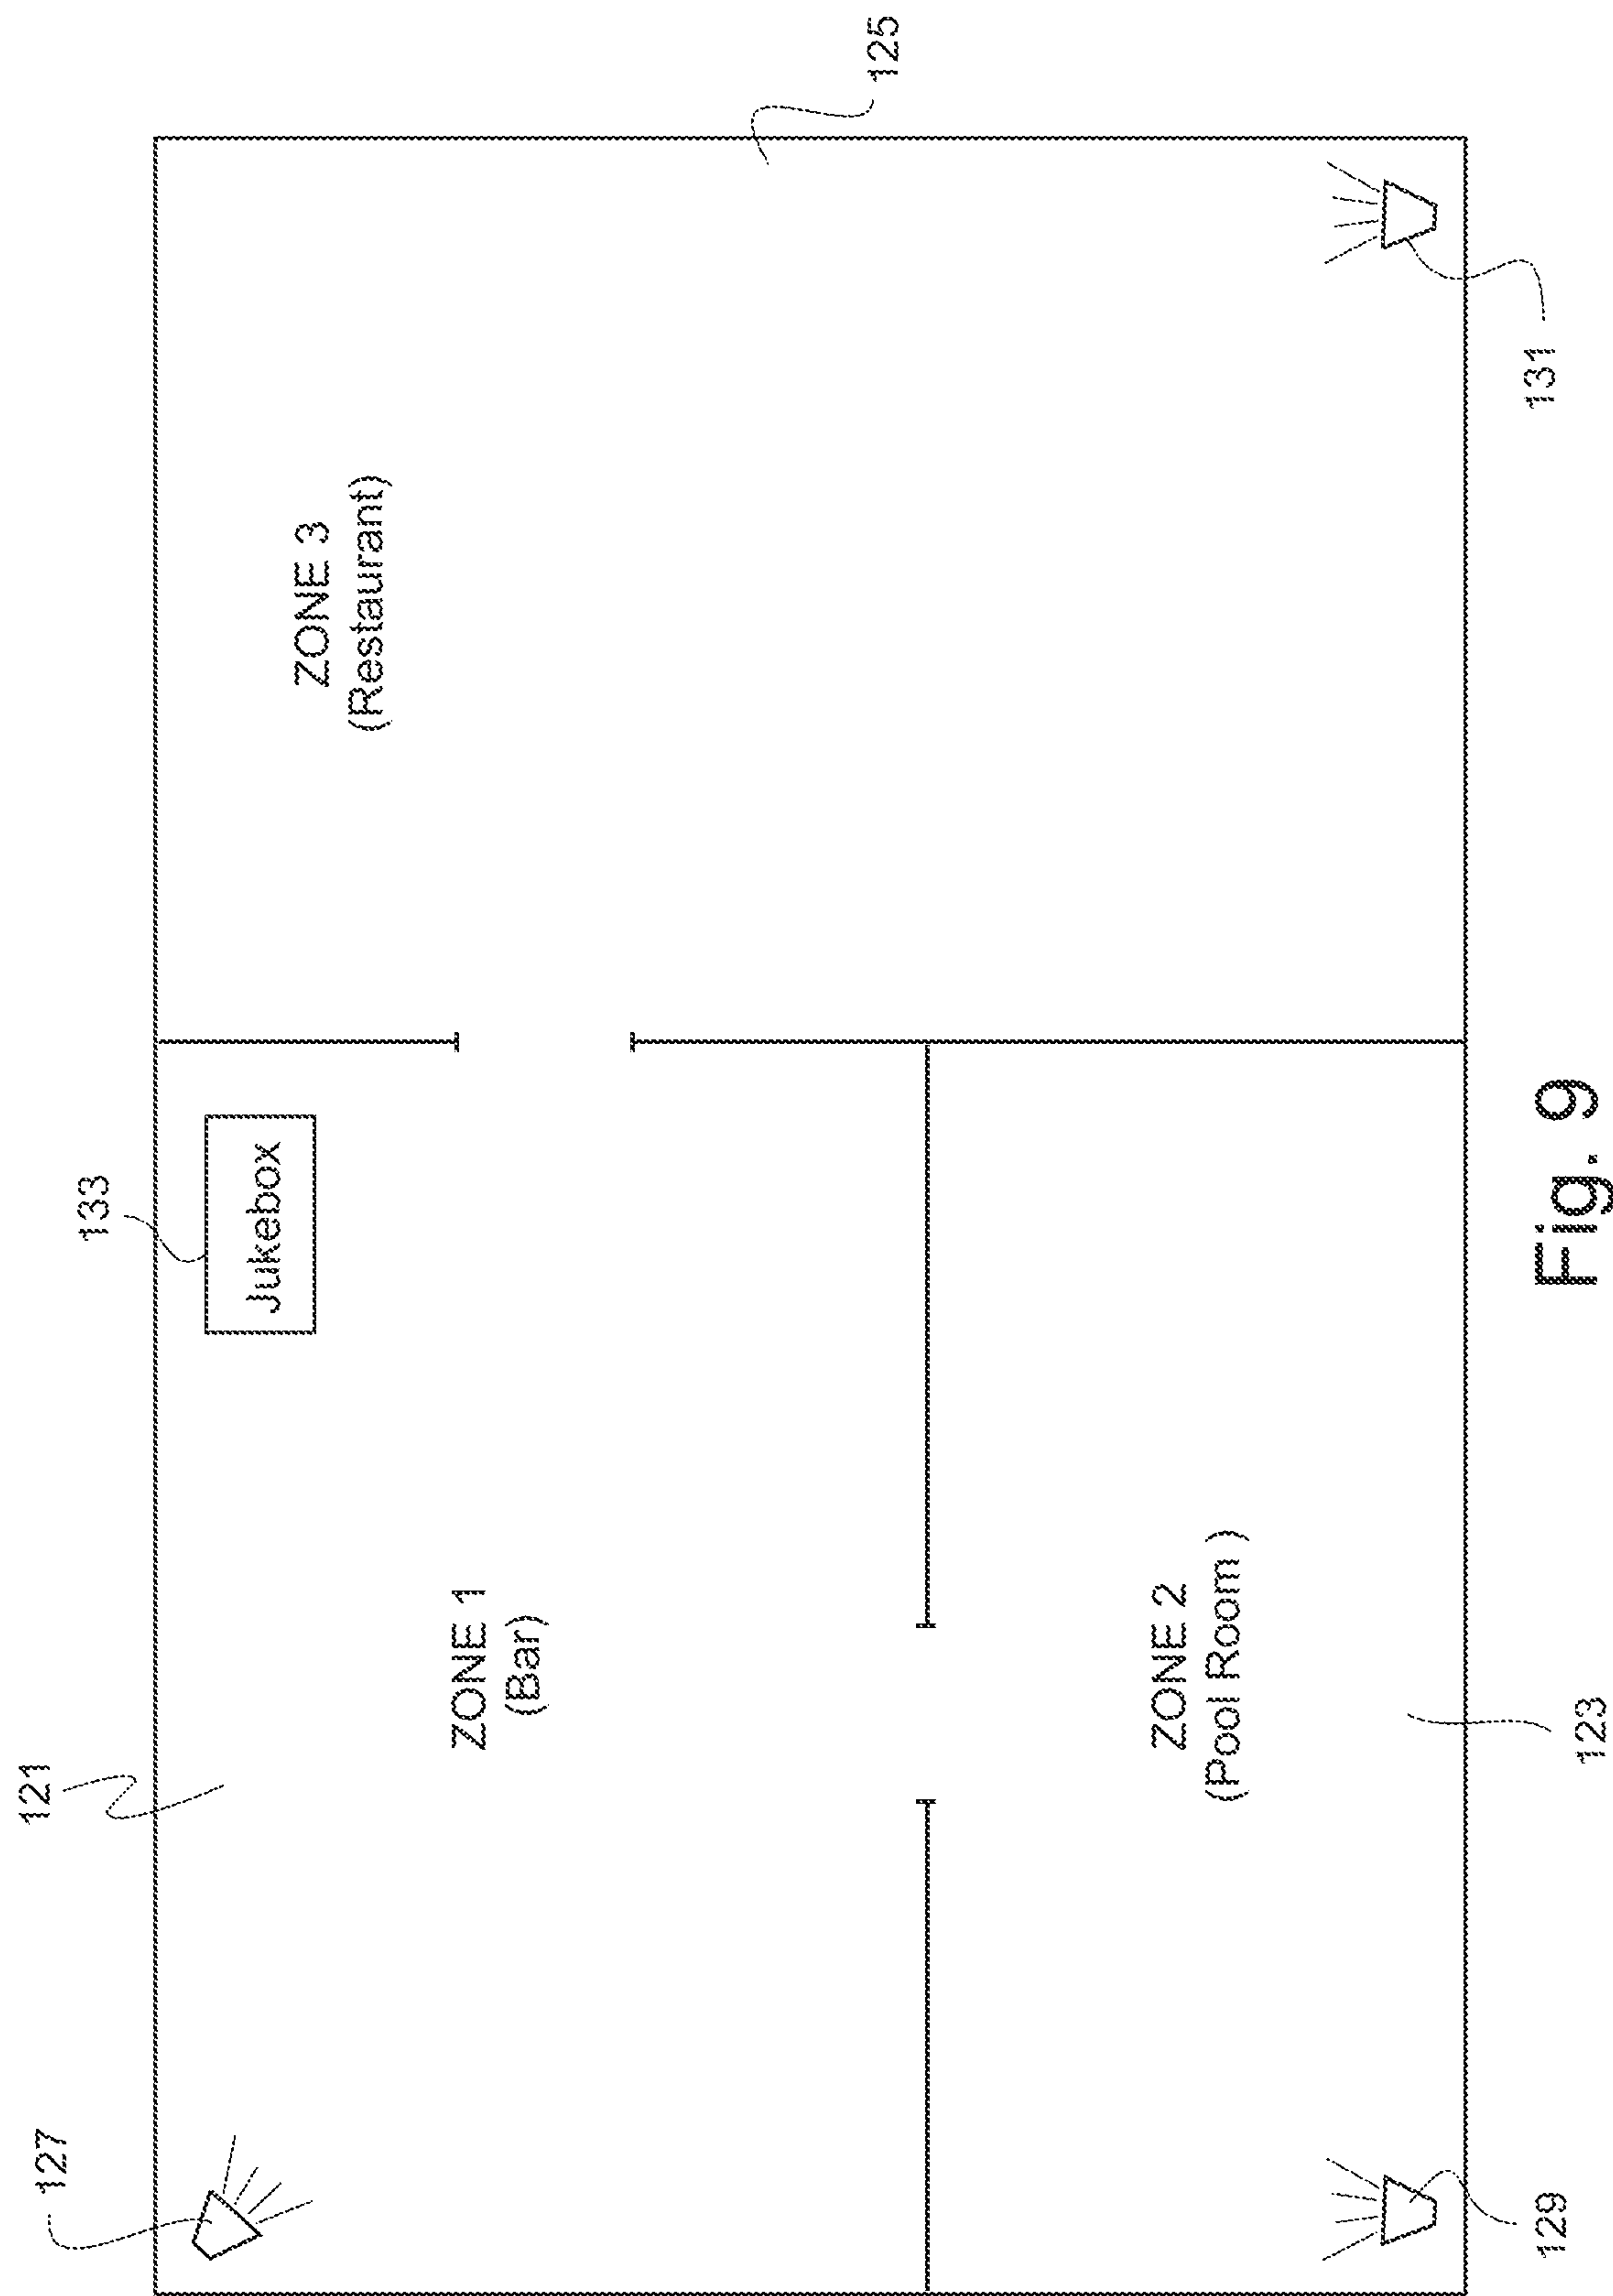 127
121
133
Jukebox
ZONE 3
(Restaurant)
ZONE 1
(Bar)
125
ZONE 2
(Pool Room )
129
123
131
Fig. 9